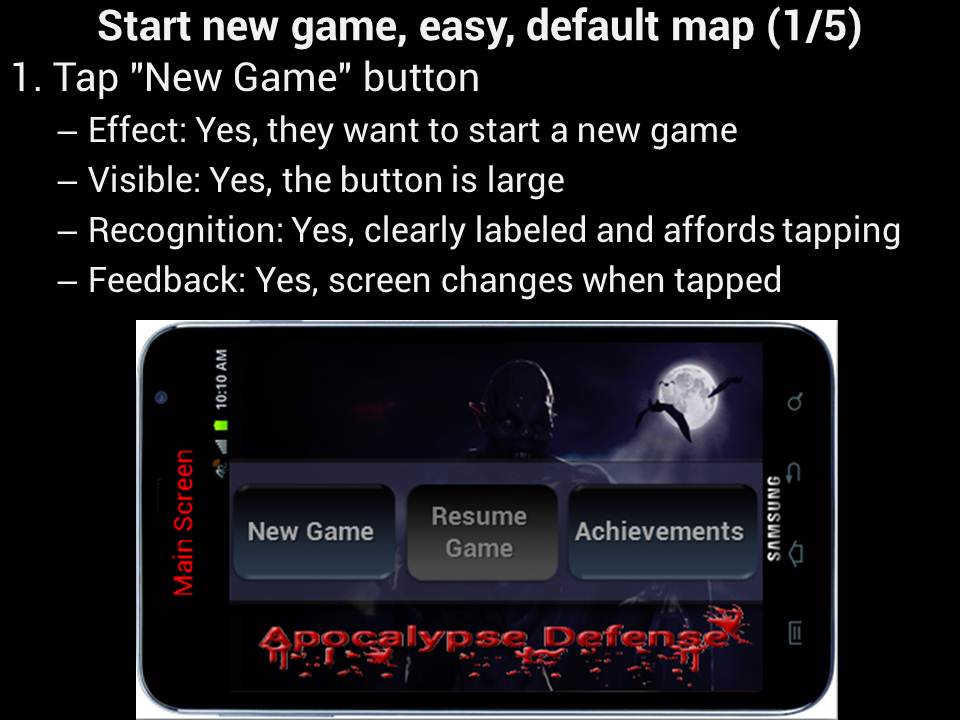 Start new game, easy, default map (1/5)
1. Tap "New Game" button
– Effect: Yes, they want to start a new game
– Visible: Yes, the button is large
– Recognition: Yes, clearly labeled and affords tapping
– Feedback: Yes, screen changes when tapped
Main Screen
10:10 AM
New Game
Resume
Game
Achievements
SAMSUNG
Apocalypse Defense